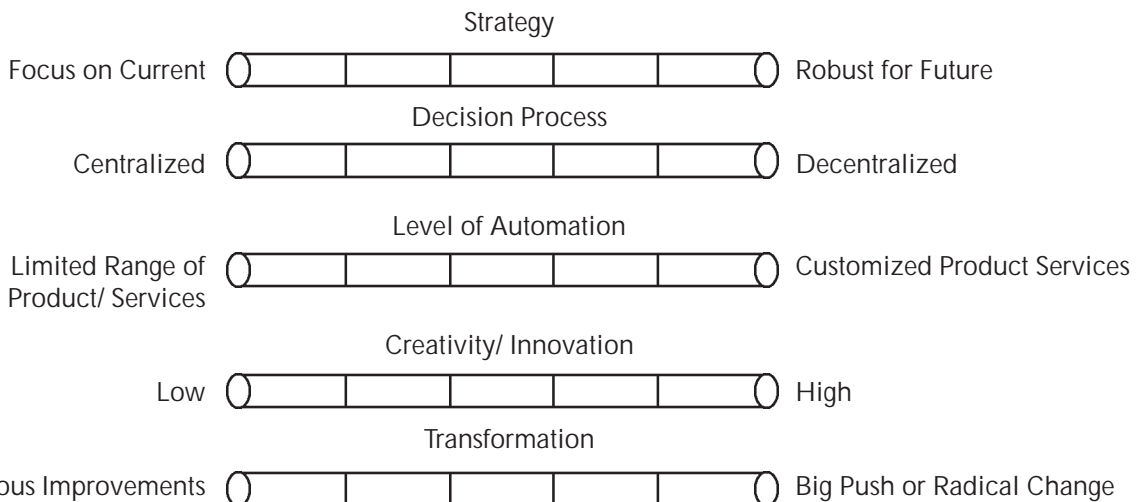 Strategy
Focus on Current
Robust for Future
Decision Process
Centralized
Decentralized
Level of Automation
Limited Range of
Product/ Services
Customized Product Services
Creativity/ Innovation
Low
High
Transformation
Improvements
Big Push or Radical Change